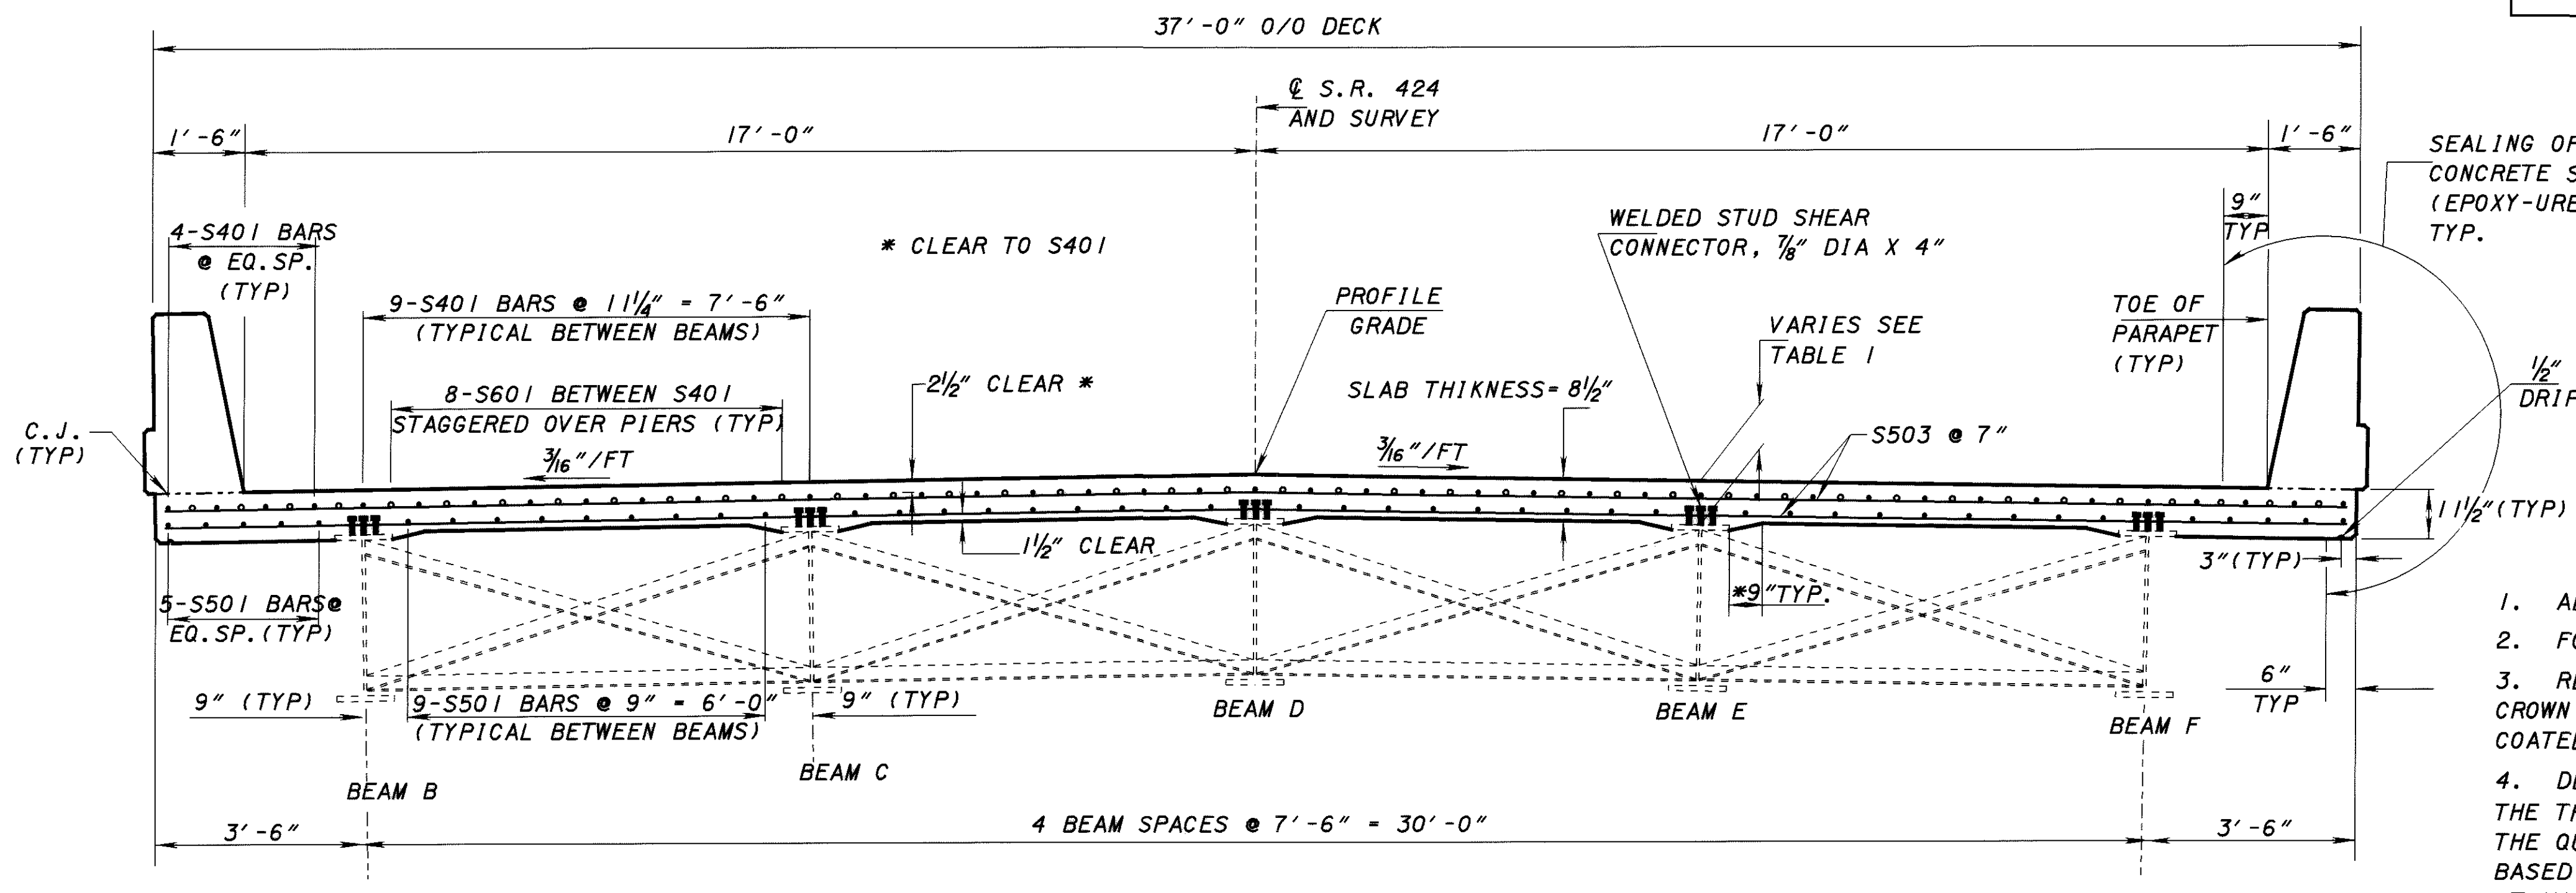 37'-0" O/O DECK
℄ S.R. 424
AND SURVEY
1'-6"
17'-0"
17'-0"
1'-6"
SEALING OF
CONCRETE S
(EPOXY-URE
TYP.
9"
TYP
4-S401 BARS
@ EQ.SP.
(TYP)
* CLEAR TO S401
WELDED STUD SHEAR
CONNECTOR, 7/8" DIA X 4"
9-S401 BARS @ 11 1/4" = 7'-6"
(TYPICAL BETWEEN BEAMS)
PROFILE
GRADE
VARIES SEE
TABLE 1
TOE OF
PARAPET
(TYP)
8-S601 BETWEEN S401
STAGGERED OVER PIERS (TYP)
2 1/2" CLEAR *
SLAB THIKNESS= 8 1/2"
1/2"
DRIF
C.J.
(TYP)
3/16"/FT
3/16"/FT
S503 @ 7"
11 1/2" (TYP)
1 1/2" CLEAR
3" (TYP)
*9" TYP.
5-S501 BARS@
EQ.SP. (TYP)
9" (TYP)
9-S501 BARS @ 9" = 6'-0"
(TYPICAL BETWEEN BEAMS)
9" (TYP)
6"
TYP
BEAM B
BEAM C
BEAM D
BEAM E
BEAM F
3'-6"
4 BEAM SPACES @ 7'-6" = 30'-0"
3'-6"
1. AL
2. FO
3. RE
CROWN
COATED
4. DE
THE TH
THE QU
BASED